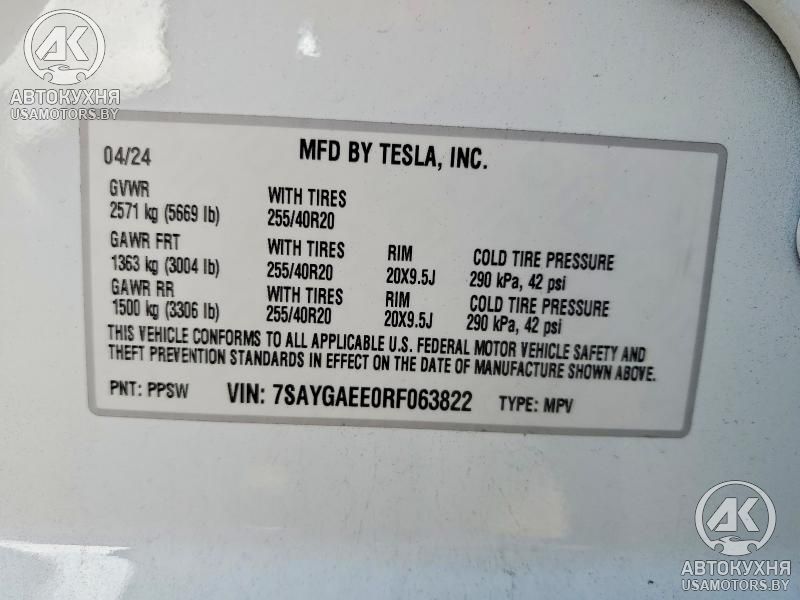 AK
АВТОКУХНЯ
USAMOTORS.BY
04/24 MFD BY TESLA, INC.
GVWR WITH TIRES
2571 kg (5669 lb) 255/40R20
GAWR FRT WITH TIRES RIM COLD TIRE PRESSURE
1363 kg (3004 lb) 255/40R20 20X9.5J 290 kPa, 42 psi
GAWR RR WITH TIRES RIM COLD TIRE PRESSURE
1500 kg (3306 lb) 255/40R20 20X9.5J 290 kPa, 42 psi
THIS VEHICLE CONFORMS TO ALL APPLICABLE U.S. FEDERAL MOTOR VEHICLE SAFETY AND
THEFT PREVENTION STANDARDS IN EFFECT ON THE DATE OF MANUFACTURE SHOWN ABOVE.
PNT: PPSW VIN: 7SAYGAEE0RF063822 TYPE: MPV
AK
АВТОКУХНЯ
USAMOTORS.BY